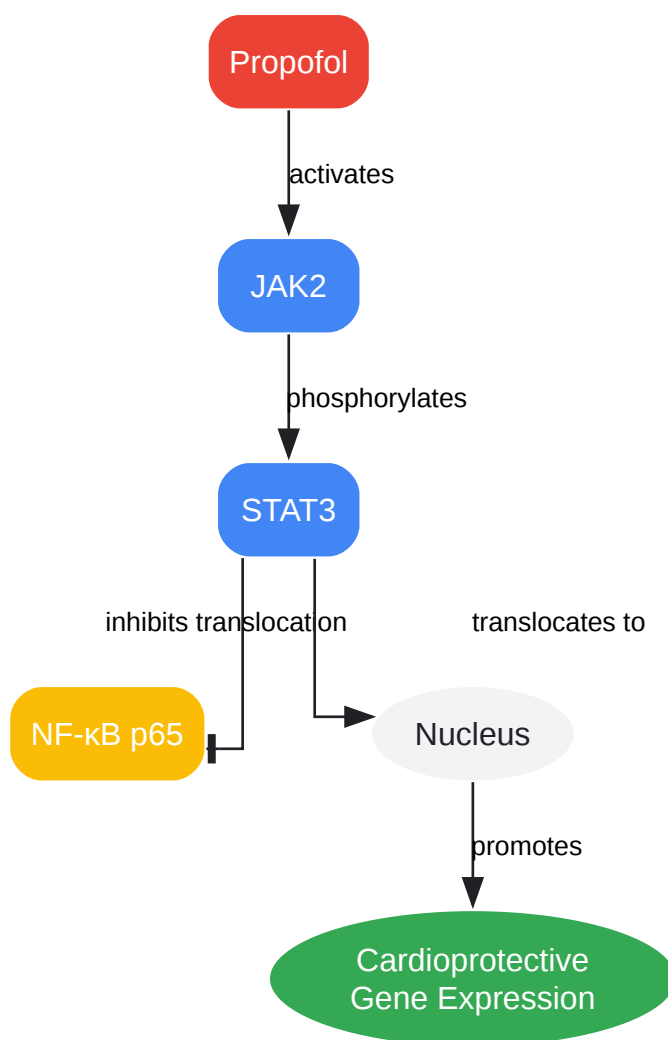 Propofol
activates
JAK2
phosphorylates
STAT3
inhibits translocation
translocates to
NF-κB p65
Nucleus
promotes
Cardioprotective
Gene Expression